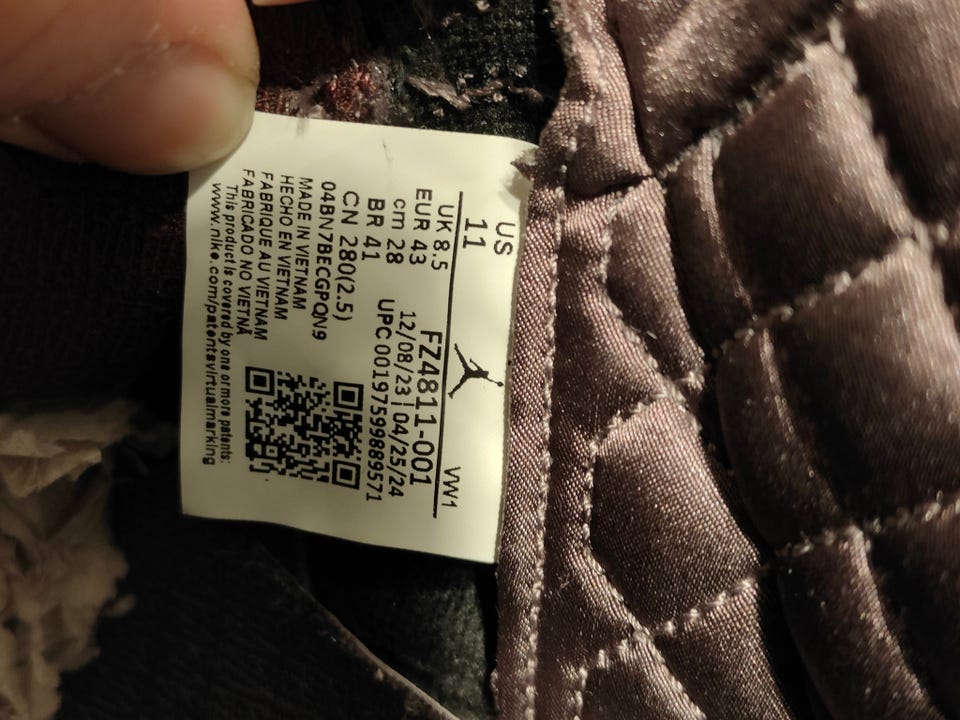 US
11
VW1
UK 8.5
EUR 43
cm 28
BR 41
CN 280(2.5)
FZ4811-001
12/08/23 | 04/25/24
UPC 00197599889571
04BN7BECGPQN9
MADE IN VIETNAM
HECHO EN VIETNAM
FABRIQUE AU VIETNAM
FABRICADO NO VIETNÃ
This product is covered by one or more patents:
www.nike.com/patentsvirtualmarking